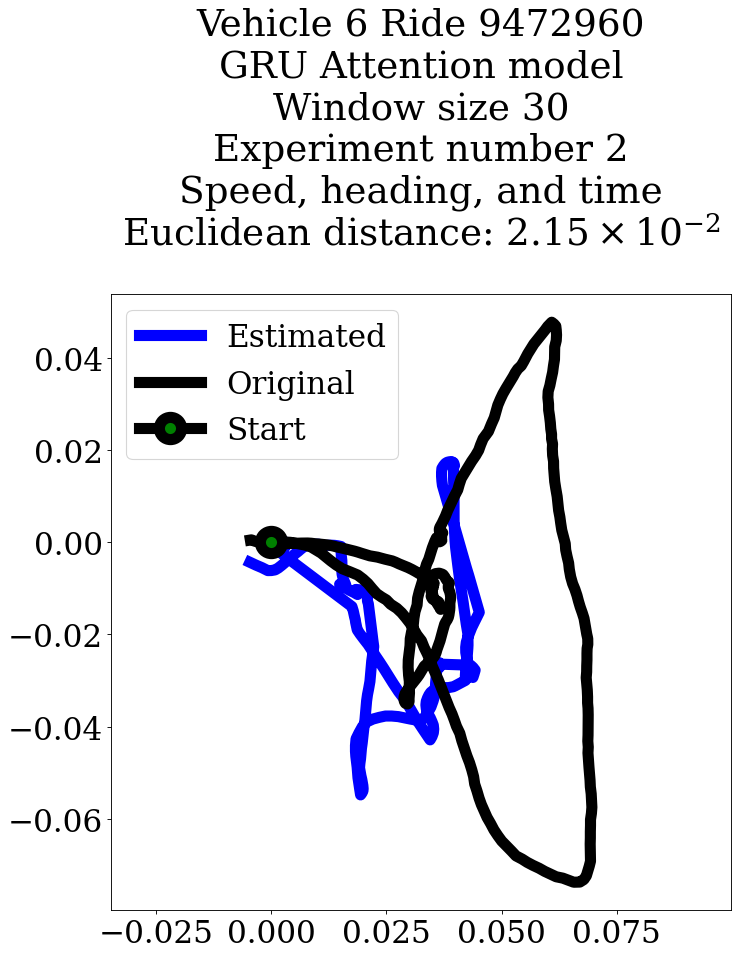 Vehicle 6 Ride 9472960
GRU Attention model
Window size 30
Experiment number 2
Speed, heading, and time
Euclidean distance: 2.15 × 10⁻²
Estimated
Original
Start
0.04
0.02
0.00
−0.02
−0.04
−0.06
−0.025 0.000 0.025 0.050 0.075